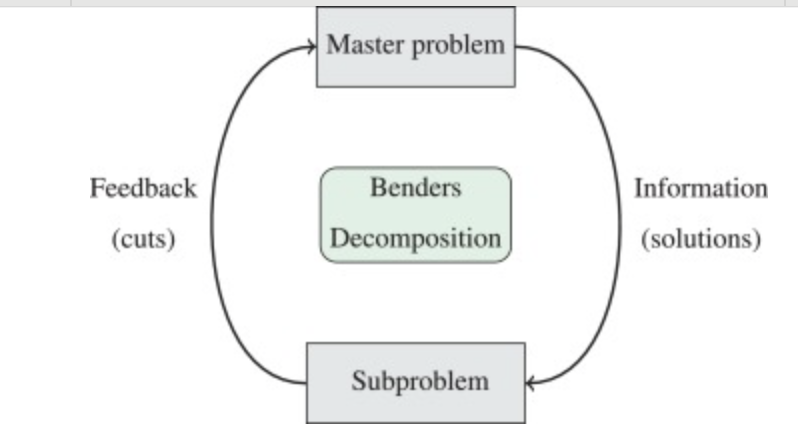 Master problem
Feedback
(cuts)
Benders
Decomposition
Information
(solutions)
Subproblem